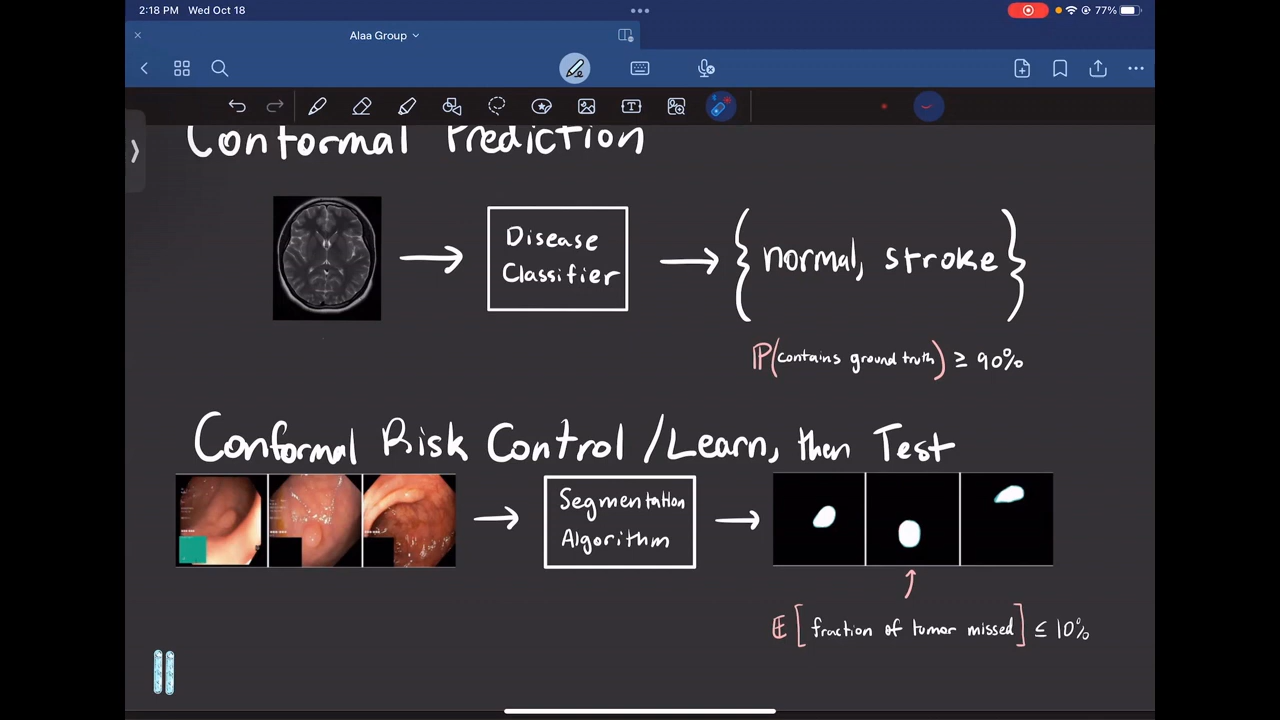 2:18 PM Wed Oct 18
77%
Alaa Group
Conformal Prediction
Disease
Classifier
{normal, stroke}
ℙ(contains ground truth) ≥ 90%
Conformal Risk Control / Learn, then Test
Segmentation
Algorithm
𝔼[fraction of tumor missed] ≤ 10%